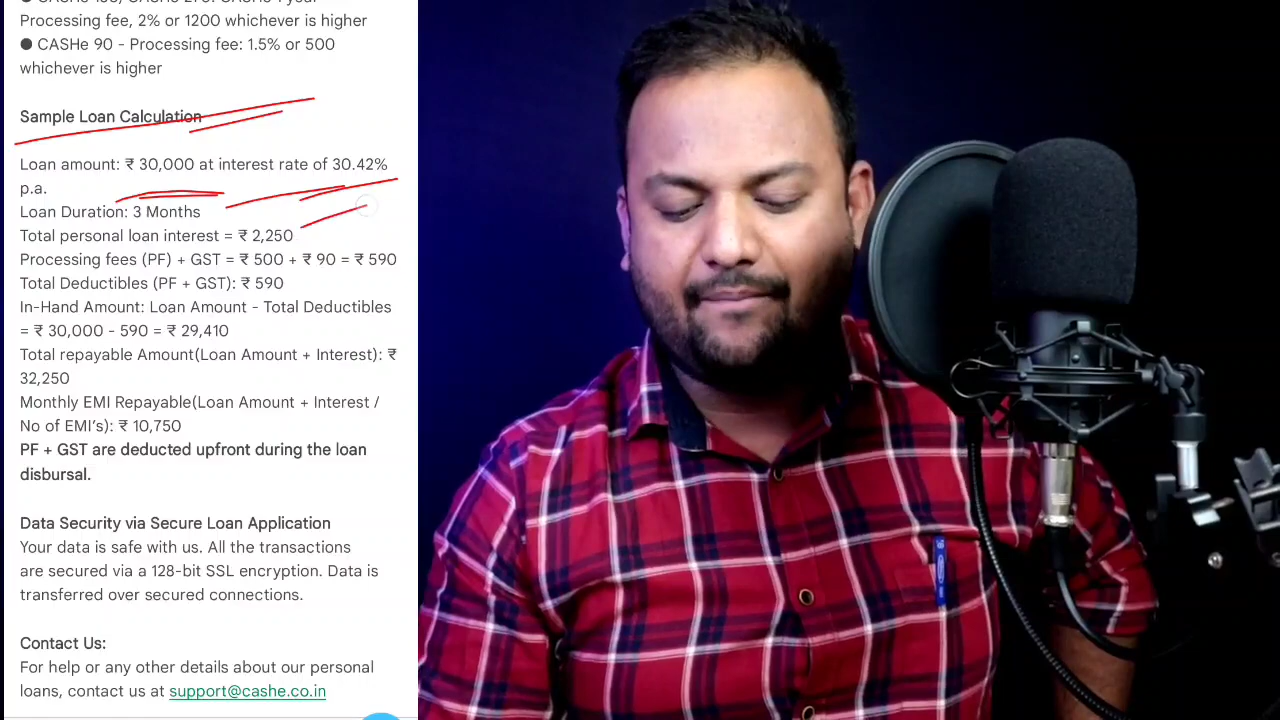 Processing fee, 2% or 1200 whichever is higher
● CASHe 90 - Processing fee: 1.5% or 500
whichever is higher
Sample Loan Calculation
Loan amount: ₹ 30,000 at interest rate of 30.42%
p.a.
Loan Duration: 3 Months
Total personal loan interest = ₹ 2,250
Processing fees (PF) + GST = ₹ 500 + ₹ 90 = ₹ 590
Total Deductibles (PF + GST): ₹ 590
In-Hand Amount: Loan Amount - Total Deductibles
= ₹ 30,000 - 590 = ₹ 29,410
Total repayable Amount(Loan Amount + Interest): ₹
32,250
Monthly EMI Repayable(Loan Amount + Interest /
No of EMI's): ₹ 10,750
PF + GST are deducted upfront during the loan
disbursal.
Data Security via Secure Loan Application
Your data is safe with us. All the transactions
are secured via a 128-bit SSL encryption. Data is
transferred over secured connections.
Contact Us:
For help or any other details about our personal
loans, contact us at support@cashe.co.in